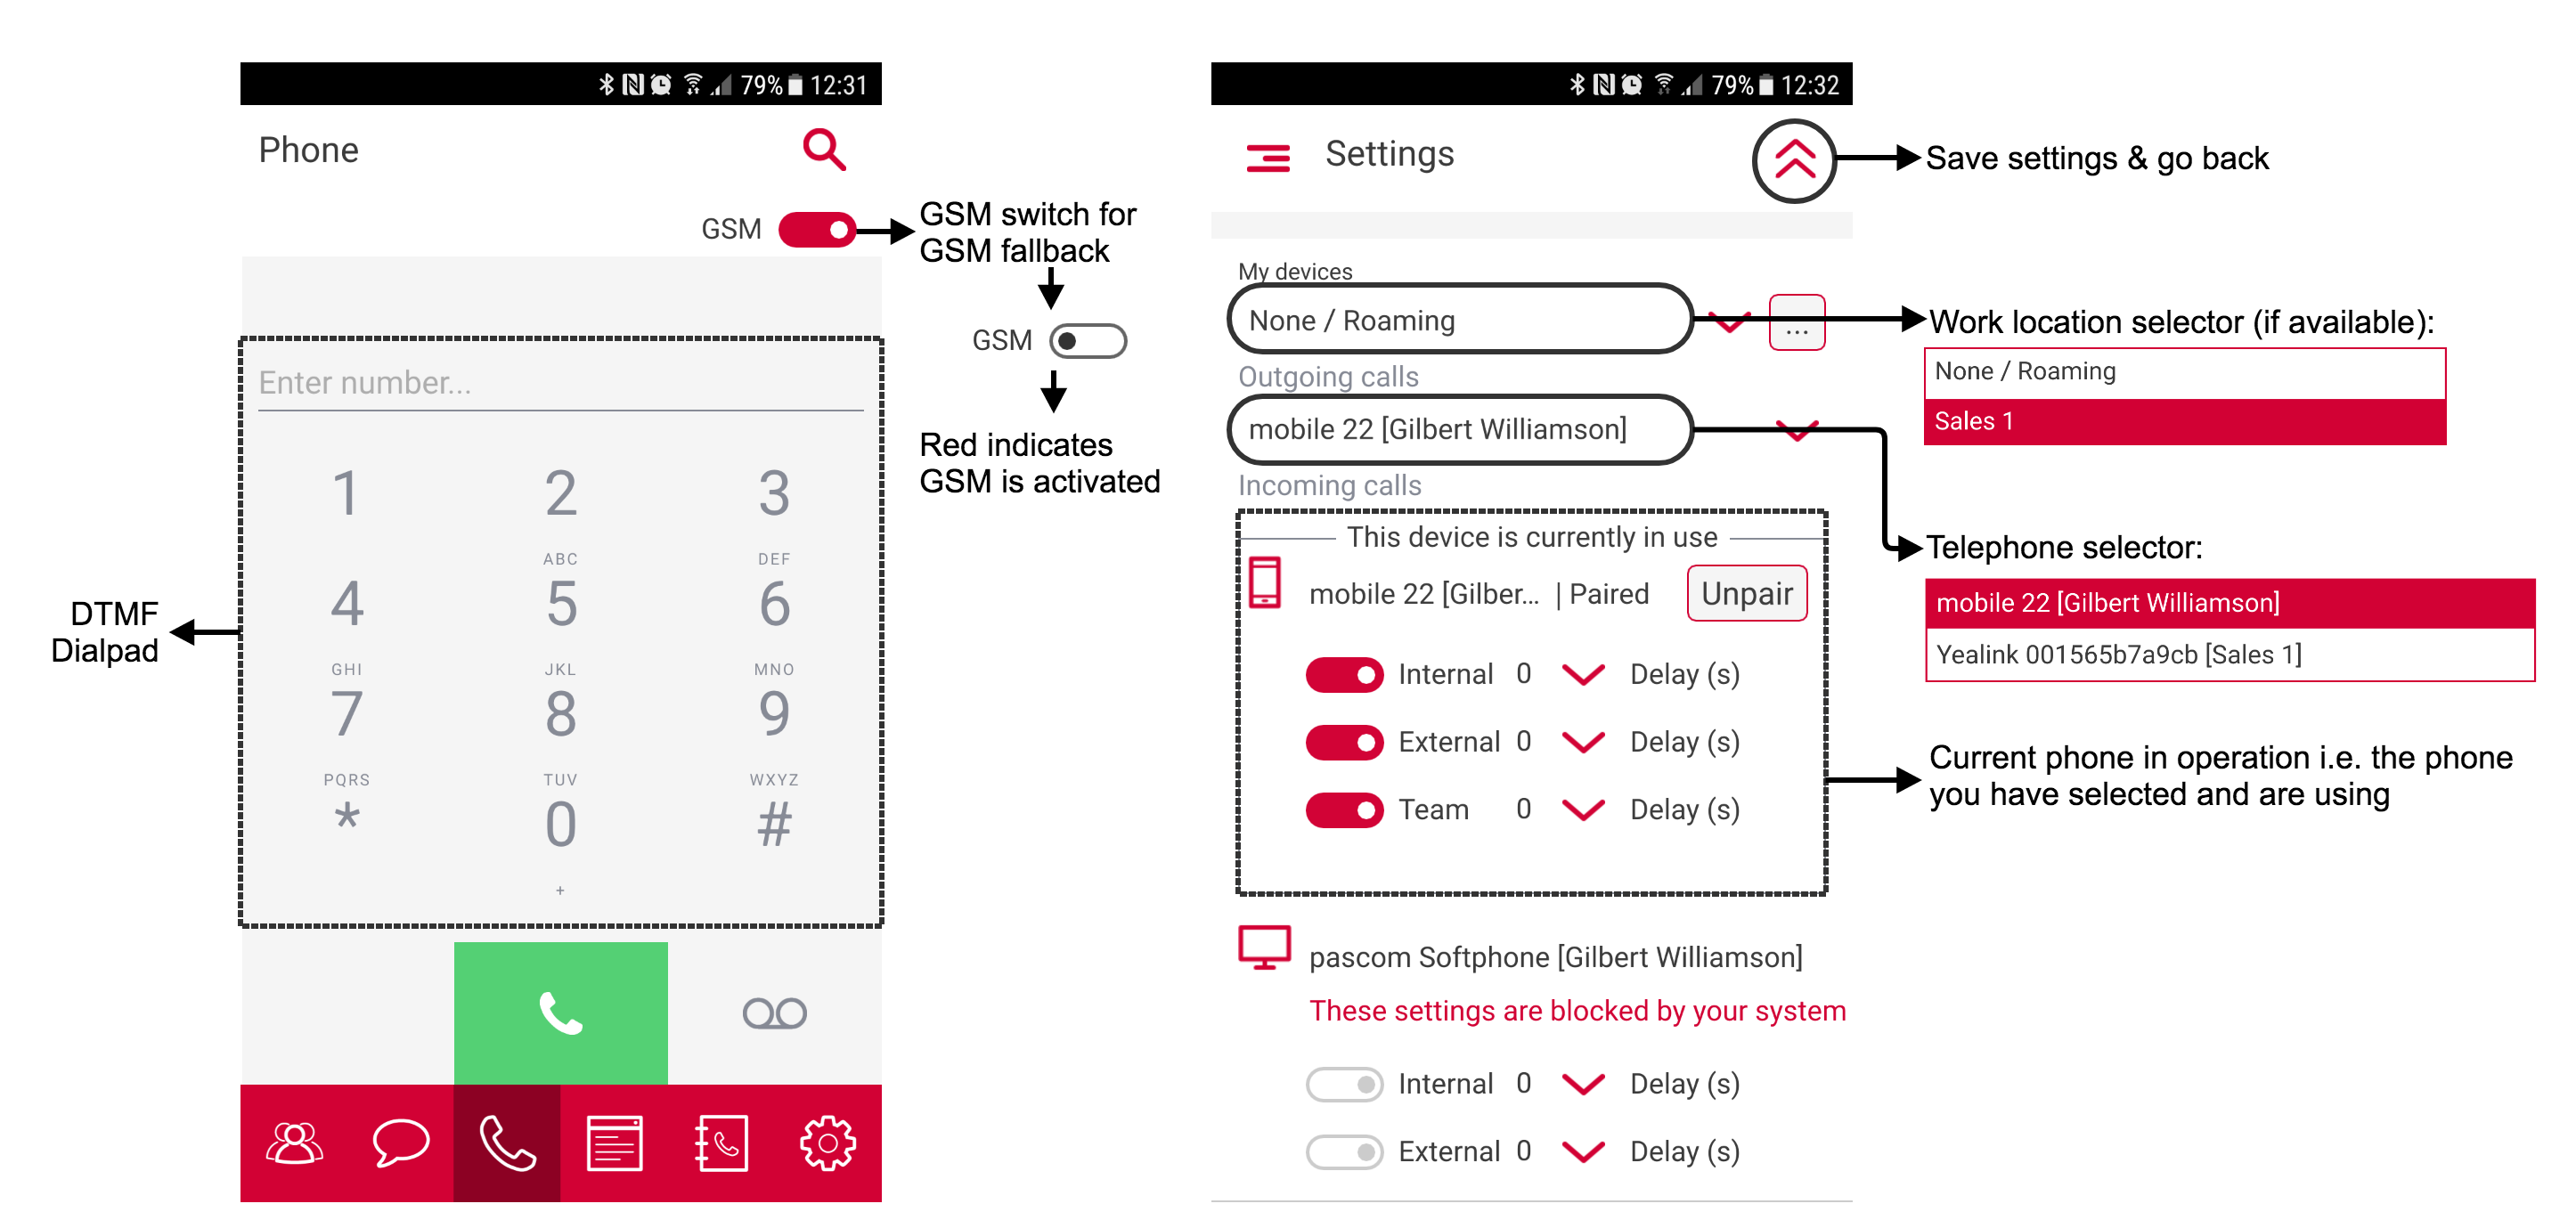 79% 12:31
Phone
GSM
GSM switch for
GSM fallback
GSM
Red indicates
GSM is activated
Enter number...
1 2 3
ABC DEF
4 5 6
GHI JKL MNO
7 8 9
PQRS TUV WXYZ
* 0 #
+
DTMF
Dialpad
79% 12:32
Settings
Save settings & go back
My devices
None / Roaming
...
Work location selector (if available):
None / Roaming
Sales 1
Outgoing calls
mobile 22 [Gilbert Williamson]
Telephone selector:
mobile 22 [Gilbert Williamson]
Yealink 001565b7a9cb [Sales 1]
Incoming calls
This device is currently in use
mobile 22 [Gilber... | Paired Unpair
Internal 0 Delay (s)
External 0 Delay (s)
Team 0 Delay (s)
Current phone in operation i.e. the phone
you have selected and are using
pascom Softphone [Gilbert Williamson]
These settings are blocked by your system
Internal 0 Delay (s)
External 0 Delay (s)